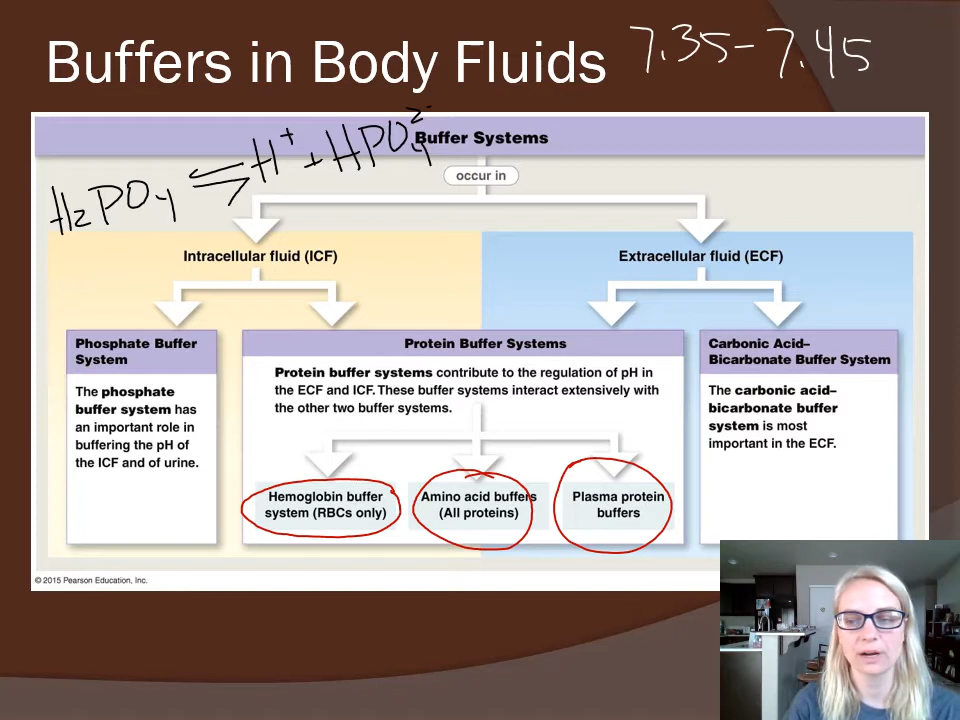 Buffers in Body Fluids
7.35-7.45
Buffer Systems
H₂PO₄ ⇌ H⁺ + HPO₄²⁻
occur in
Intracellular fluid (ICF)
Extracellular fluid (ECF)
Phosphate Buffer
System
The phosphate
buffer system has
an important role in
buffering the pH of
the ICF and of urine.
Protein Buffer Systems
Protein buffer systems contribute to the regulation of pH in
the ECF and ICF. These buffer systems interact extensively with
the other two buffer systems.
Hemoglobin buffer
system (RBCs only)
Amino acid buffers
(All proteins)
Plasma protein
buffers
Carbonic Acid–
Bicarbonate Buffer System
The carbonic acid–
bicarbonate buffer
system is most
important in the ECF.
© 2015 Pearson Education, Inc.